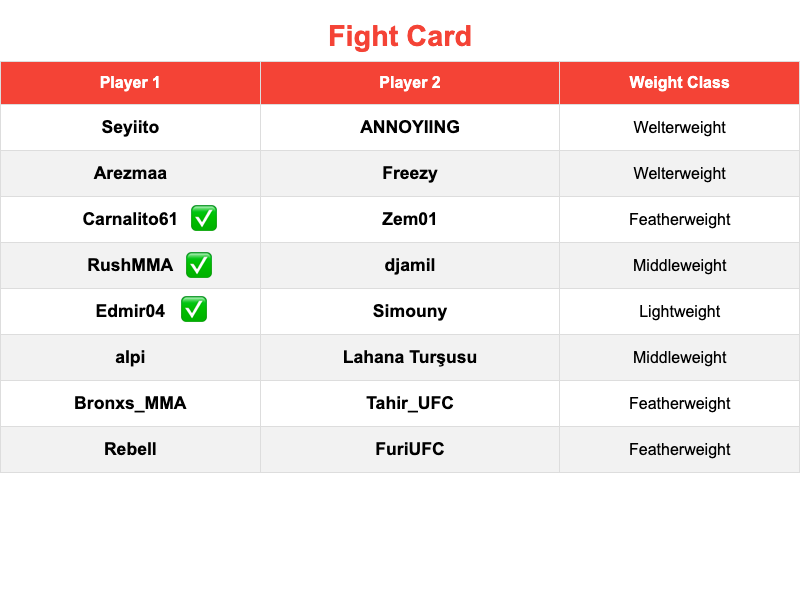 Fight Card
Player 1 Player 2 Weight Class
Seyiito ANNOYIING Welterweight
Arezmaa Freezy Welterweight
Carnalito61 ✅ Zem01 Featherweight
RushMMA ✅ djamil Middleweight
Edmir04 ✅ Simouny Lightweight
alpi Lahana Turşusu Middleweight
Bronxs_MMA Tahir_UFC Featherweight
Rebell FuriUFC Featherweight